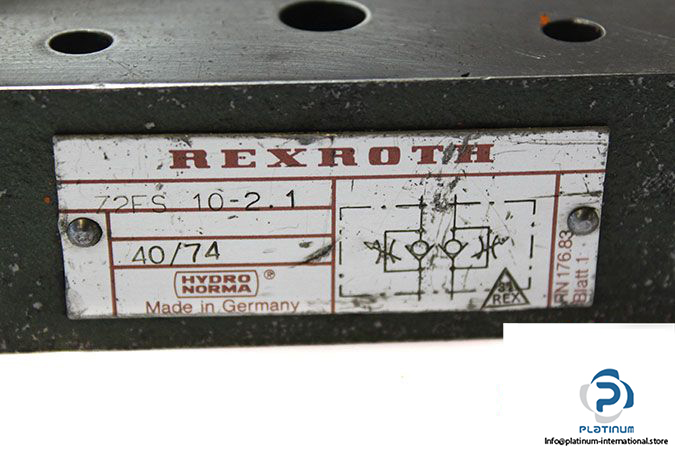 REXROTH
Z2FS 10-2.1
40/74
HYDRO
NORMA
®
Made in Germany
31
REX
RN 176.83
Blatt 1
P
PLATINUM
info@platinum-international.store